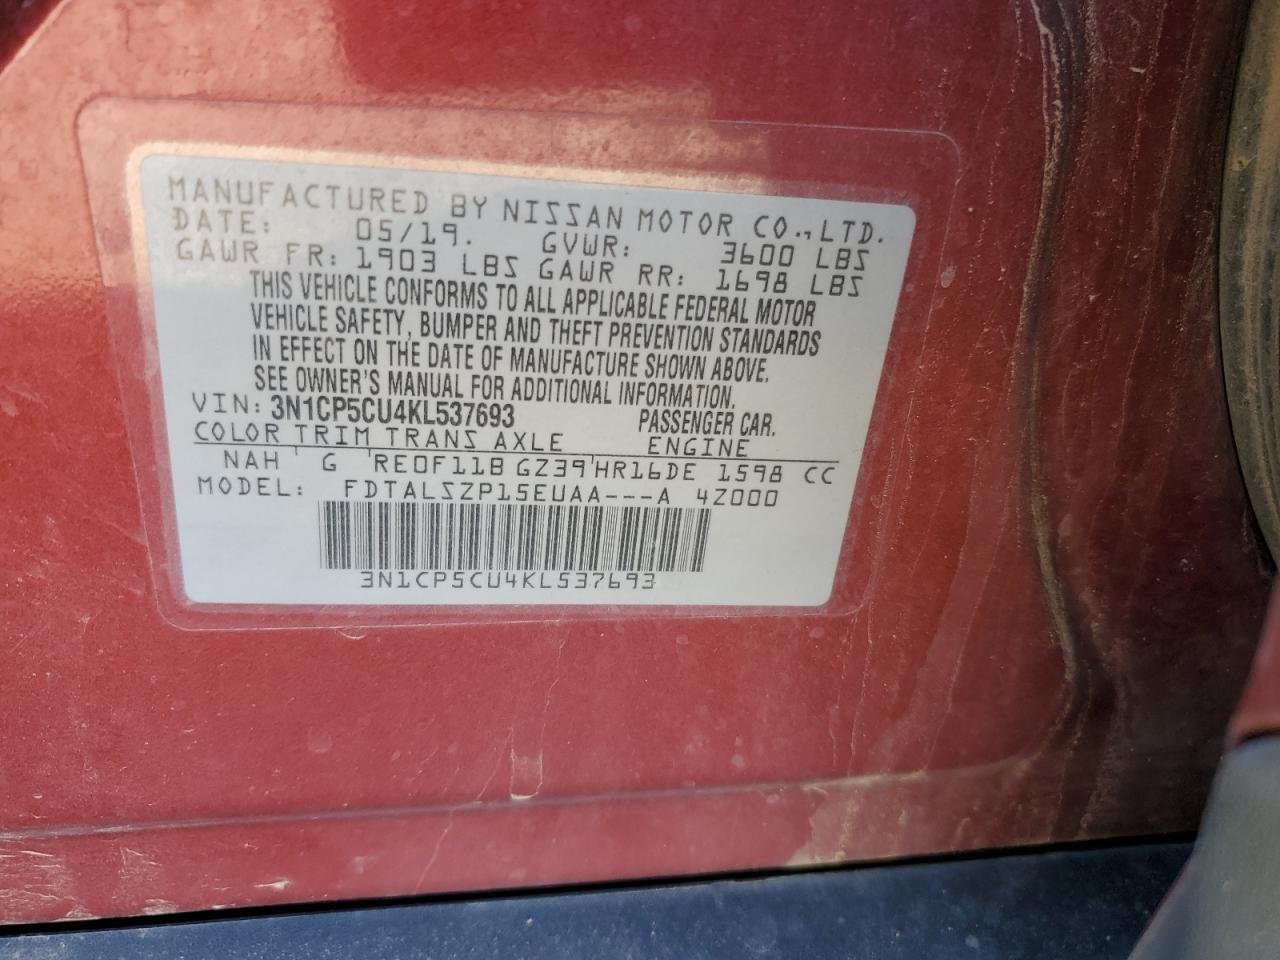 MANUFACTURED BY NISSAN MOTOR CO.,LTD.
DATE: 05/19. GVWR: 3600 LBS
GAWR FR: 1903 LBS GAWR RR: 1698 LBS
THIS VEHICLE CONFORMS TO ALL APPLICABLE FEDERAL MOTOR
VEHICLE SAFETY, BUMPER AND THEFT PREVENTION STANDARDS
IN EFFECT ON THE DATE OF MANUFACTURE SHOWN ABOVE.
SEE OWNER'S MANUAL FOR ADDITIONAL INFORMATION.
VIN: 3N1CP5CU4KL537693 PASSENGER CAR.
COLOR TRIM TRANS AXLE ENGINE
NAH G RE0F11B GZ39 HR16DE 1598 CC
MODEL: FDTALSZP15EUAA---A 4Z000
3N1CP5CU4KL537693